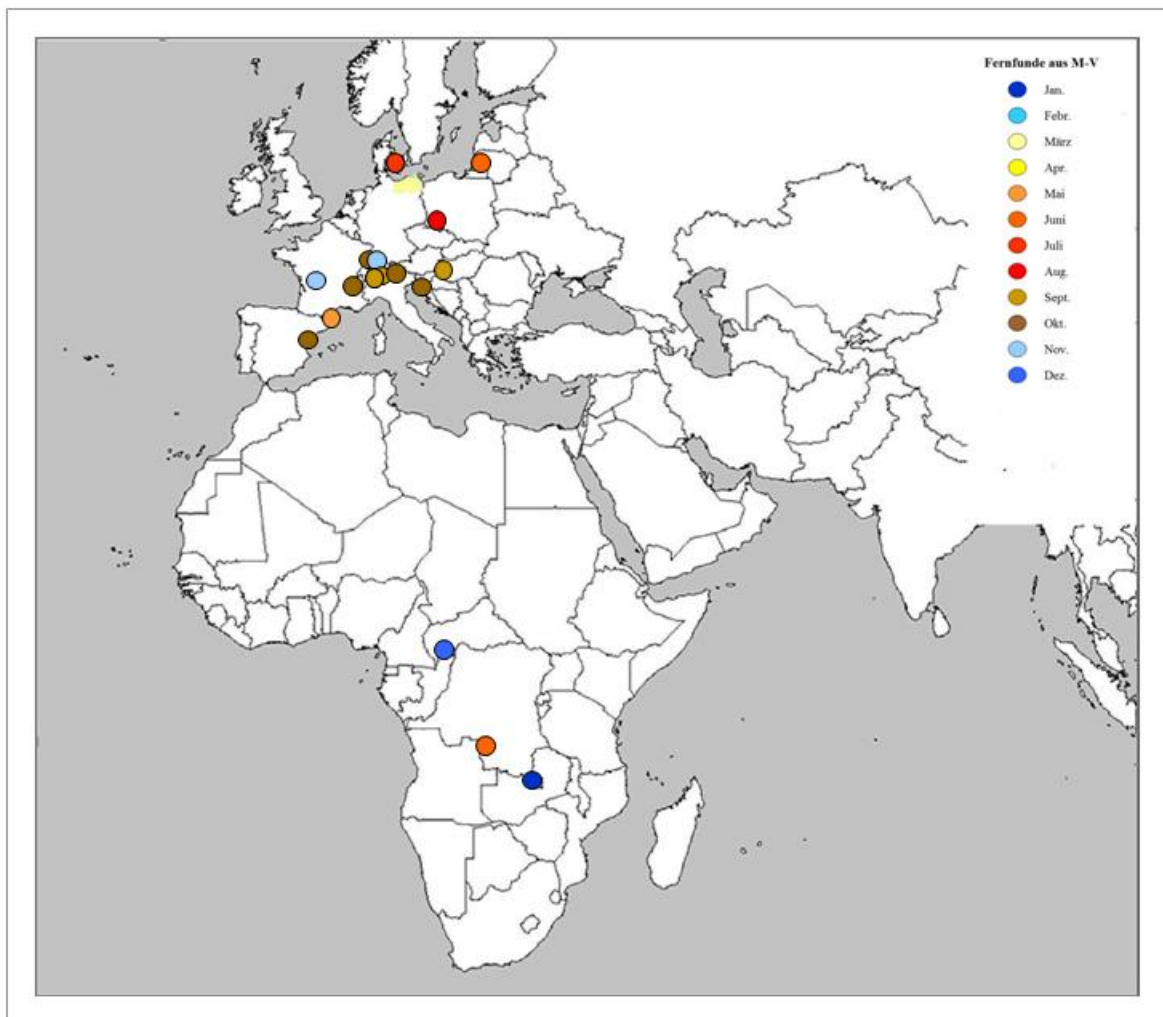 Fernfunde aus M-V
Jan.
Febr.
März
Apr.
Mai
Juni
Juli
Aug.
Sept.
Okt.
Nov.
Dez.